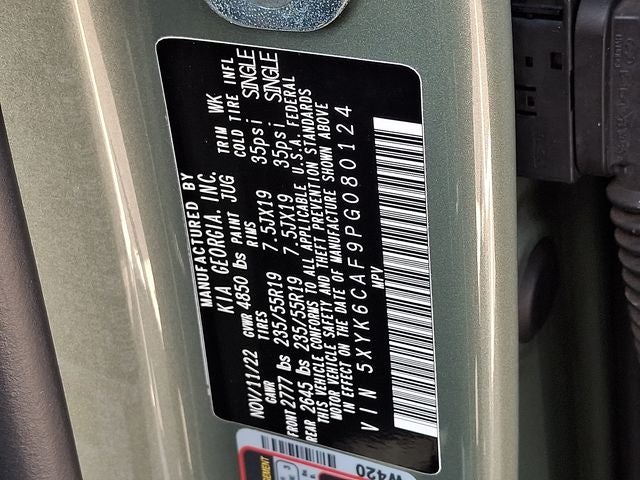 MANUFACTURED BY
KIA GEORGIA. INC.
NOV/11/22 GVWR 4850 lbs PAINT JUG TRIM WK
GAWR TIRES RAMS COLD TIRE INFL
FRONT 2777 lbs 235/55R19 7.5JX19 35psi SINGLE
REAR 2645 lbs 235/55R19 7.5JX19 35psi SINGLE
THIS VEHICLE CONFORMS TO ALL APPLICABLE U.S.A. FEDERAL
MOTOR VEHICLE SAFETY AND THEFT PREVENTION STANDARDS
IN EFFECT ON THE DATE OF MANUFACTURE SHOWN ABOVE
VIN 5XYK6CAF9PG080124
MPV
W420